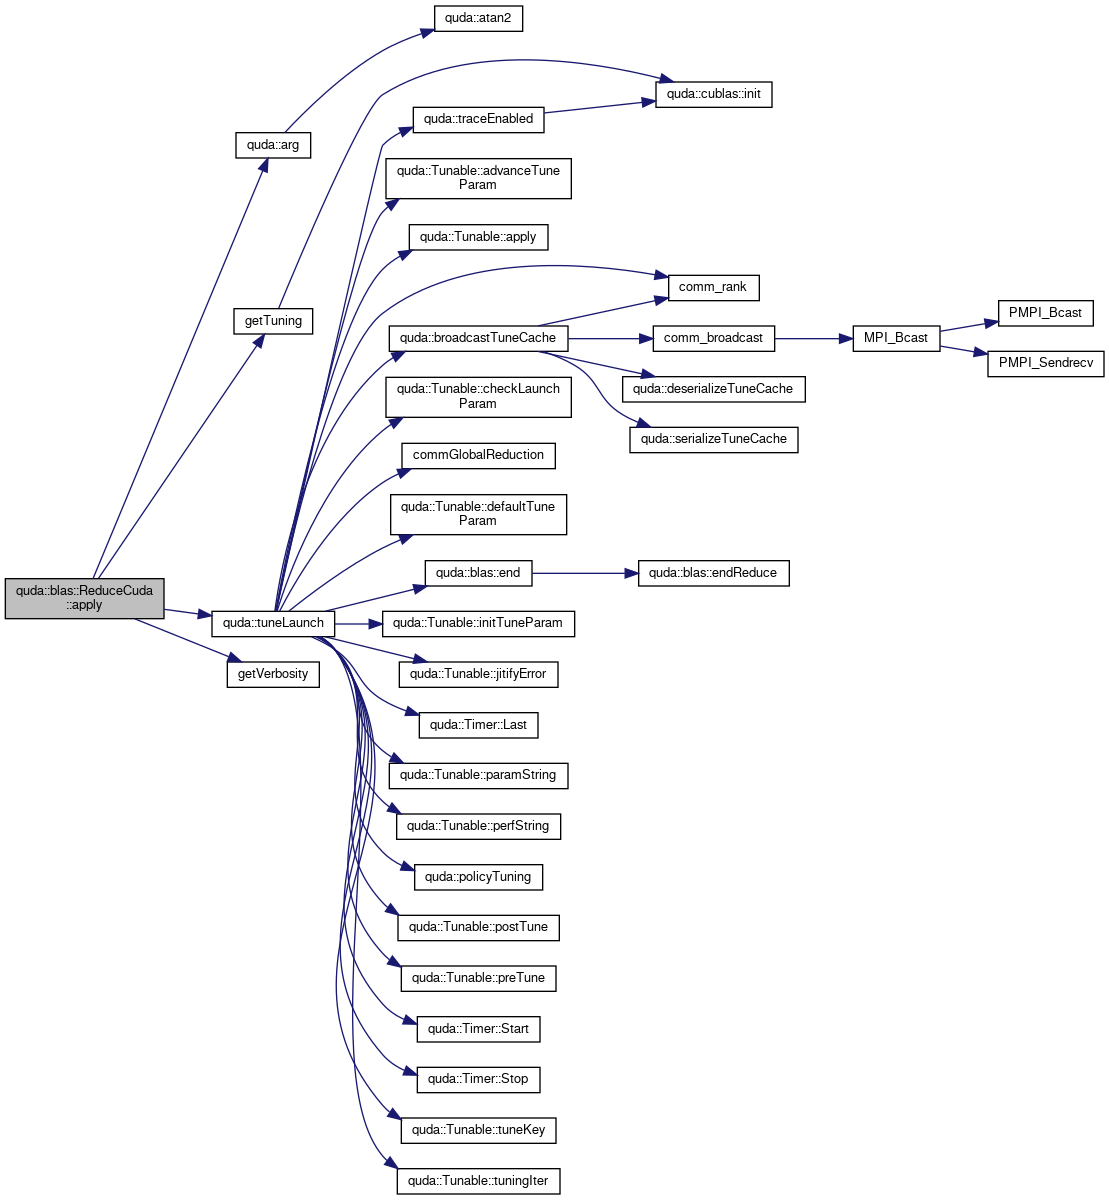 quda::atan2
quda::cublas::init
quda::traceEnabled
quda::arg
quda::Tunable::advanceTune
Param
quda::Tunable::apply
comm_rank
PMPI_Bcast
getTuning
quda::broadcastTuneCache
comm_broadcast
MPI_Bcast
PMPI_Sendrecv
quda::deserializeTuneCache
quda::Tunable::checkLaunch
Param
quda::serializeTuneCache
commGlobalReduction
quda::Tunable::defaultTune
Param
quda::blas::end
quda::blas::endReduce
quda::blas::ReduceCuda
::apply
quda::tuneLaunch
quda::Tunable::initTuneParam
getVerbosity
quda::Tunable::jitifyError
quda::Timer::Last
quda::Tunable::paramString
quda::Tunable::perfString
quda::policyTuning
quda::Tunable::postTune
quda::Tunable::preTune
quda::Timer::Start
quda::Timer::Stop
quda::Tunable::tuneKey
quda::Tunable::tuningIter